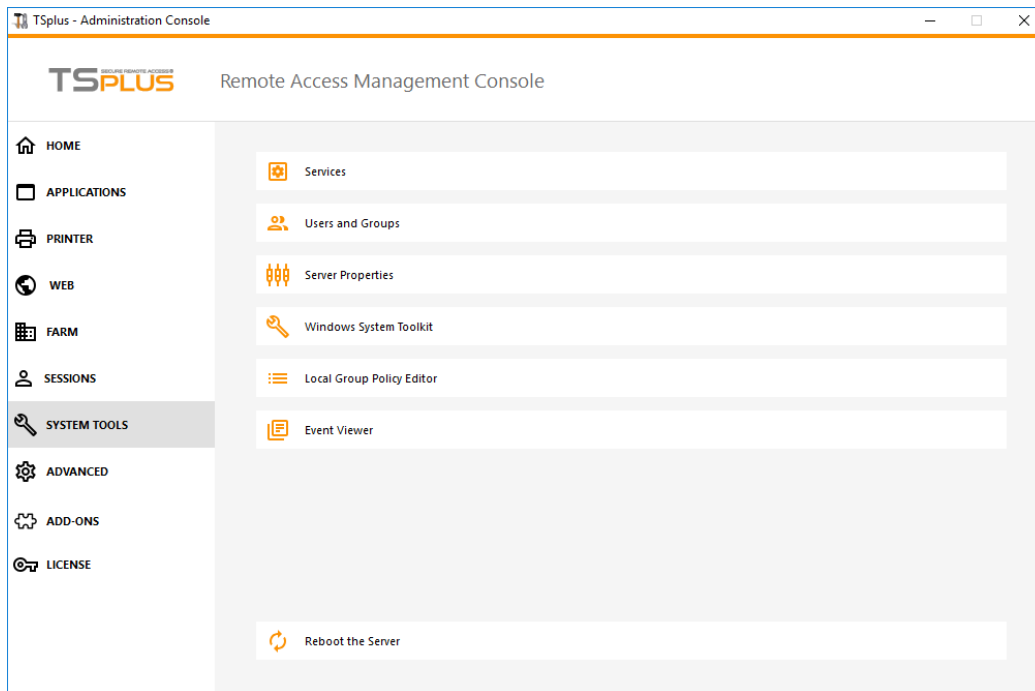 TSplus - Administration Console
SECURE REMOTE ACCESS®
TSPLUS
Remote Access Management Console
HOME
APPLICATIONS
PRINTER
WEB
FARM
SESSIONS
SYSTEM TOOLS
ADVANCED
ADD-ONS
LICENSE
Services
Users and Groups
Server Properties
Windows System Toolkit
Local Group Policy Editor
Event Viewer
Reboot the Server